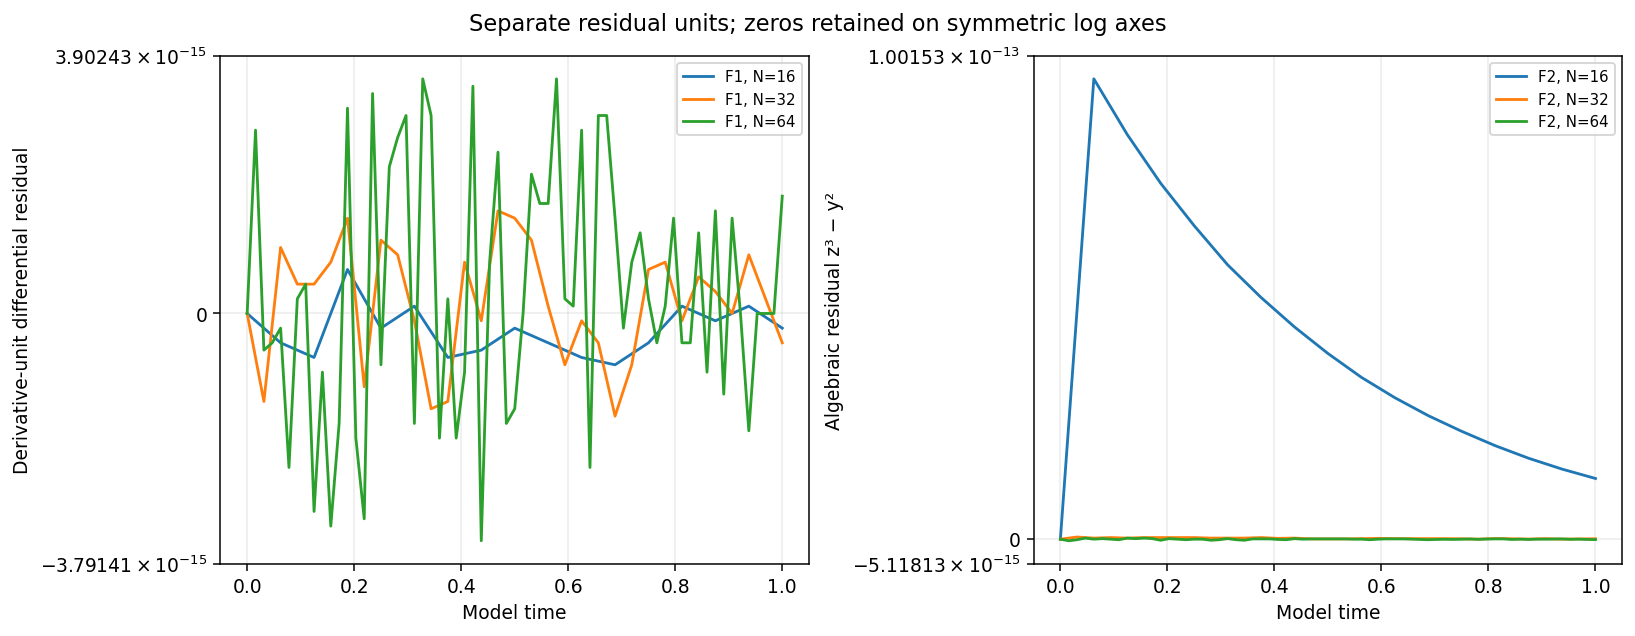 Separate residual units; zeros retained on symmetric log axes
3.90243 × 10⁻¹⁵
0
−3.79141 × 10⁻¹⁵
Derivative-unit differential residual
F1, N=16
F1, N=32
F1, N=64
0.0 0.2 0.4 0.6 0.8 1.0
Model time
1.00153 × 10⁻¹³
0
−5.11813 × 10⁻¹⁵
Algebraic residual z³ − y²
F2, N=16
F2, N=32
F2, N=64
0.0 0.2 0.4 0.6 0.8 1.0
Model time